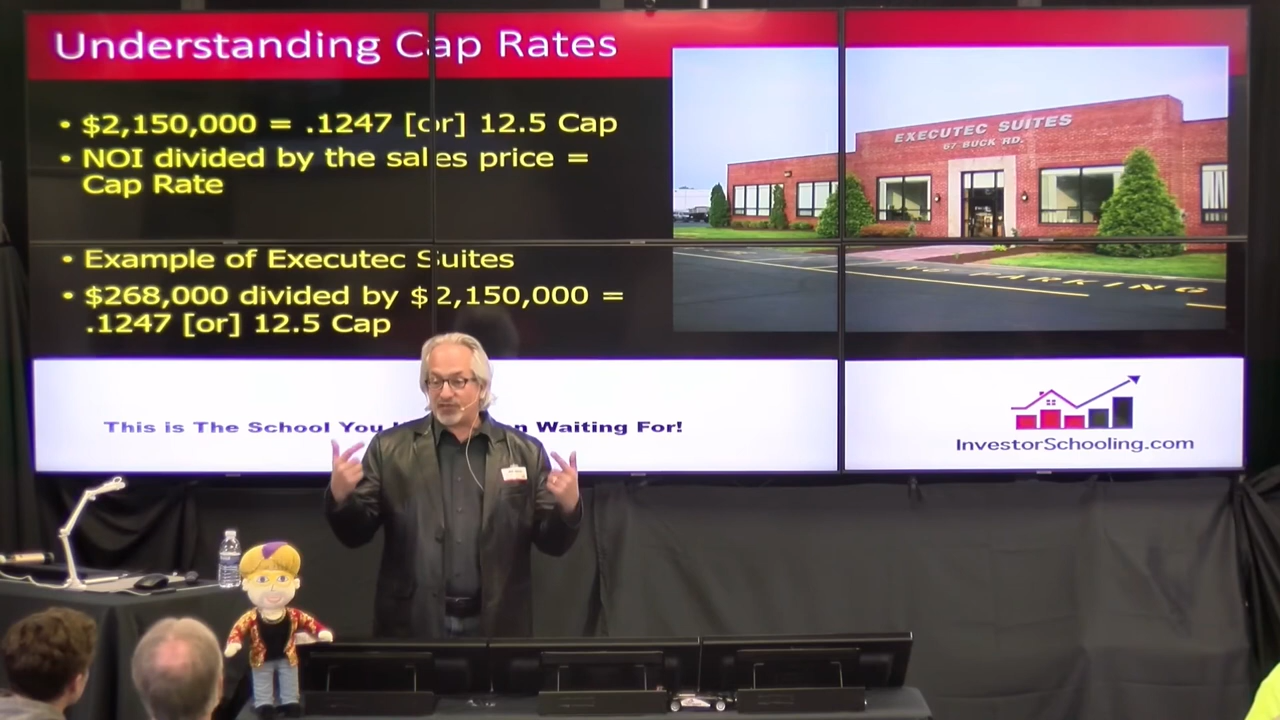 Understanding Cap Rates
• $2,150,000 = .1247 [or] 12.5 Cap
• NOI divided by the sales price =
Cap Rate
• Example of Executec Suites
• $268,000 divided by $2,150,000 =
.1247 [or] 12.5 Cap
EXECUTEC SUITES
67 BUCK RD.
NO PARKING
This is The School You
n Waiting For!
InvestorSchooling.com